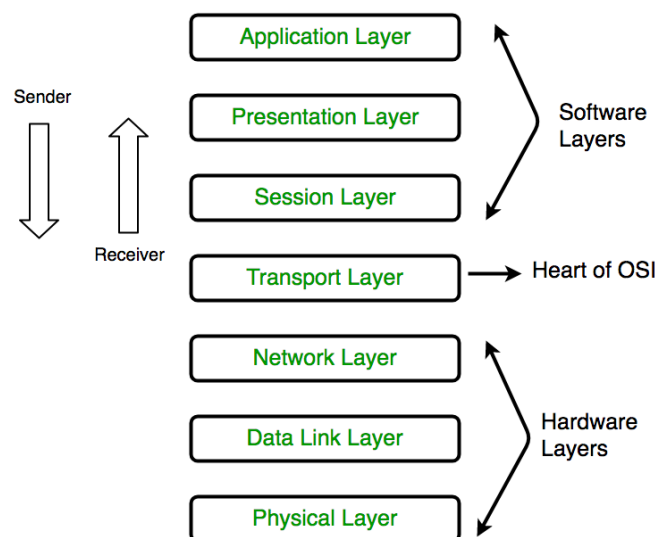 Application Layer
Sender
Presentation Layer
Software
Layers
Session Layer
Receiver
Transport Layer
Heart of OSI
Network Layer
Data Link Layer
Hardware
Layers
Physical Layer